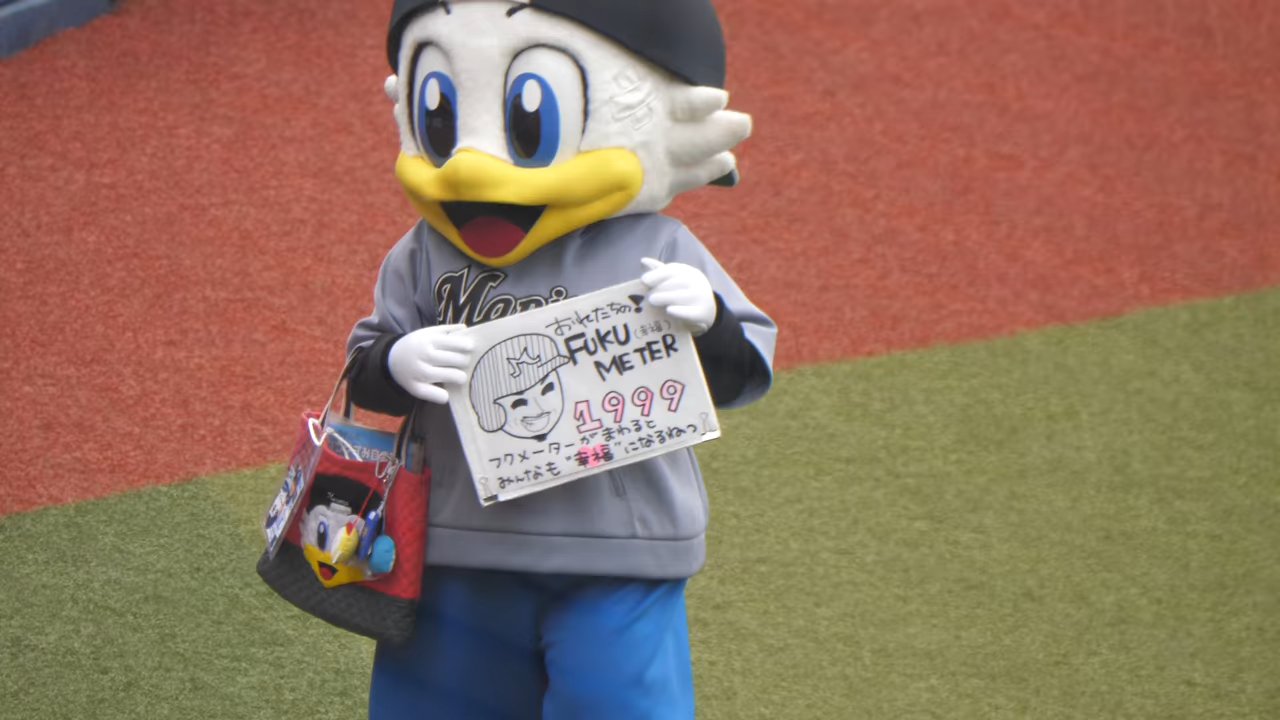 おれたちの!
FUKU (幸福)
METER
1999
フクメーターがまわると
みんなも"幸福"になるねっ